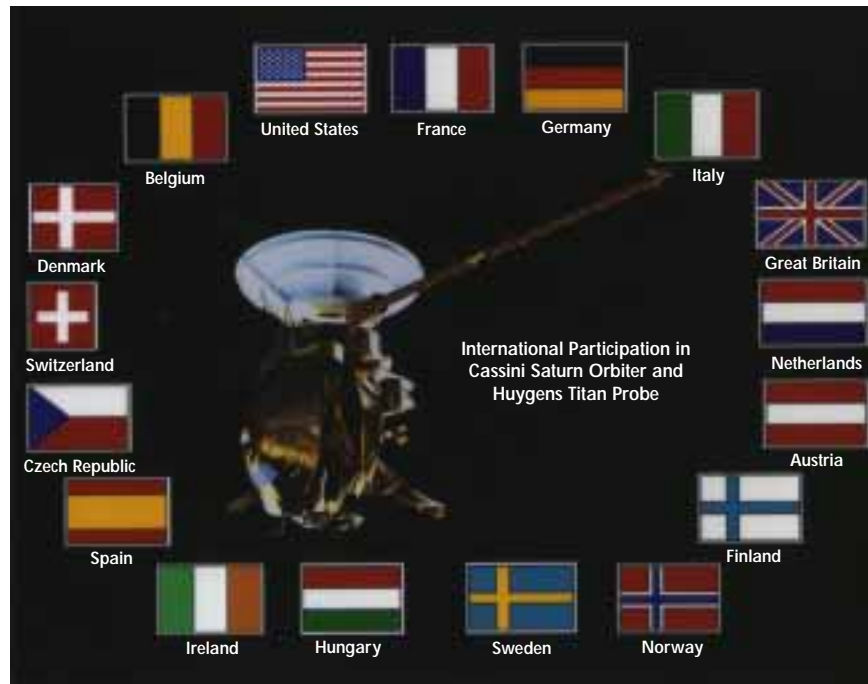 United States
France
Germany
Belgium
Italy
Denmark
Great Britain
Switzerland
International Participation in
Cassini Saturn Orbiter and
Huygens Titan Probe
Netherlands
Czech Republic
Austria
Spain
Finland
Ireland
Hungary
Sweden
Norway